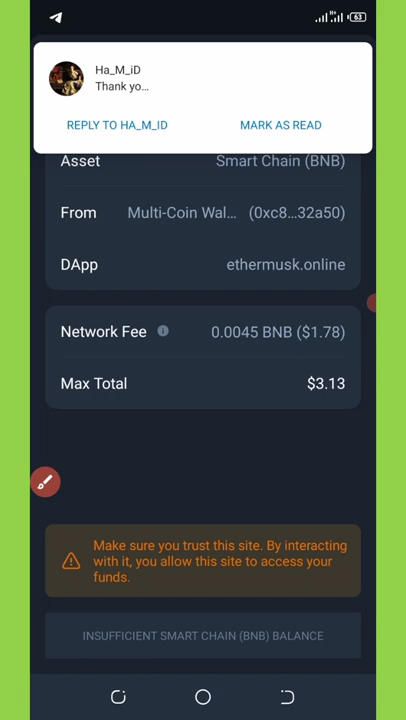 63
Ha_M_iD
Thank yo...
REPLY TO HA_M_ID
MARK AS READ
Asset
Smart Chain (BNB)
From
Multi-Coin Wal... (0xc8...32a50)
DApp
ethermusk.online
Network Fee
0.0045 BNB ($1.78)
Max Total
$3.13
Make sure you trust this site. By interacting
with it, you allow this site to access your
funds.
INSUFFICIENT SMART CHAIN (BNB) BALANCE